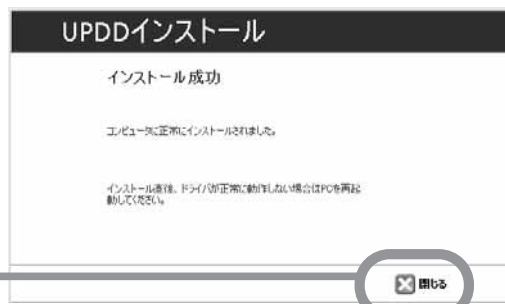 UPDDインストール
インストール成功
コンピュータに正常にインストールされました。
インストール直後、ドライバが正常に動作しない場合はPCを再起
動してください。
閉じる